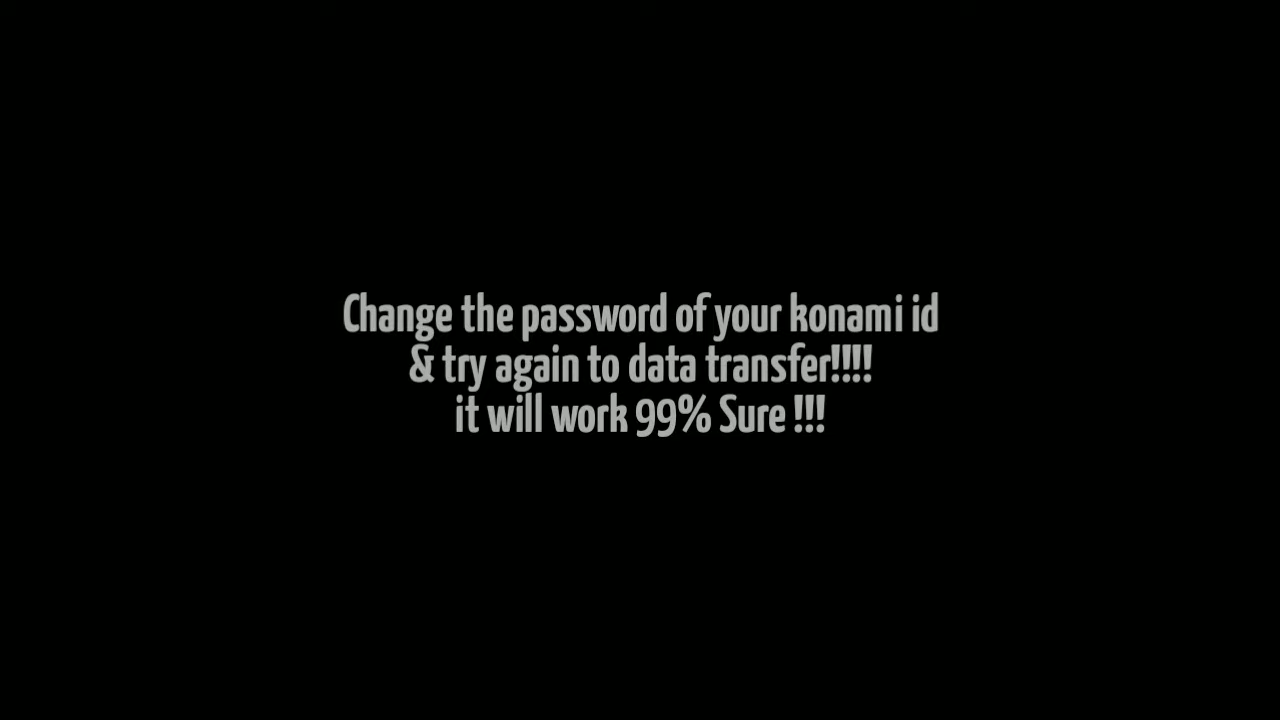 Change the password of your konami id
& try again to data transfer!!!!
it will work 99% Sure !!!